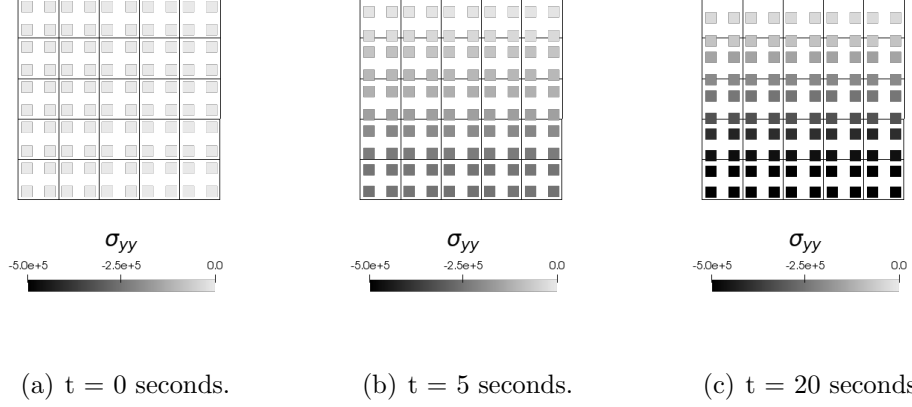 σyy σyy σyy
-5.0e+5 -2.5e+5 0.0 -5.0e+5 -2.5e+5 0.0 -5.0e+5 -2.5e+5 0.0
(a) t = 0 seconds. (b) t = 5 seconds. (c) t = 20 seconds